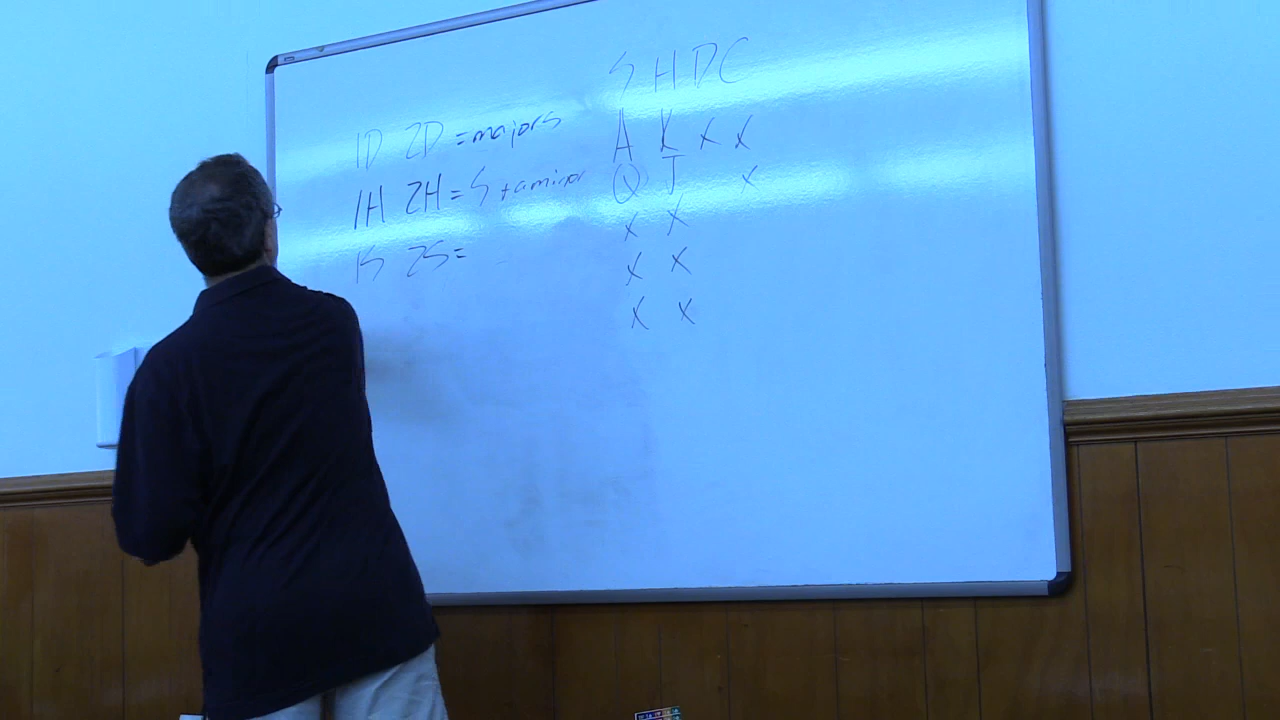 S H D C
1D 2D = majors A K x x
1H 2H = S + a minor Q J x
1S 2S = x x
x x
x x